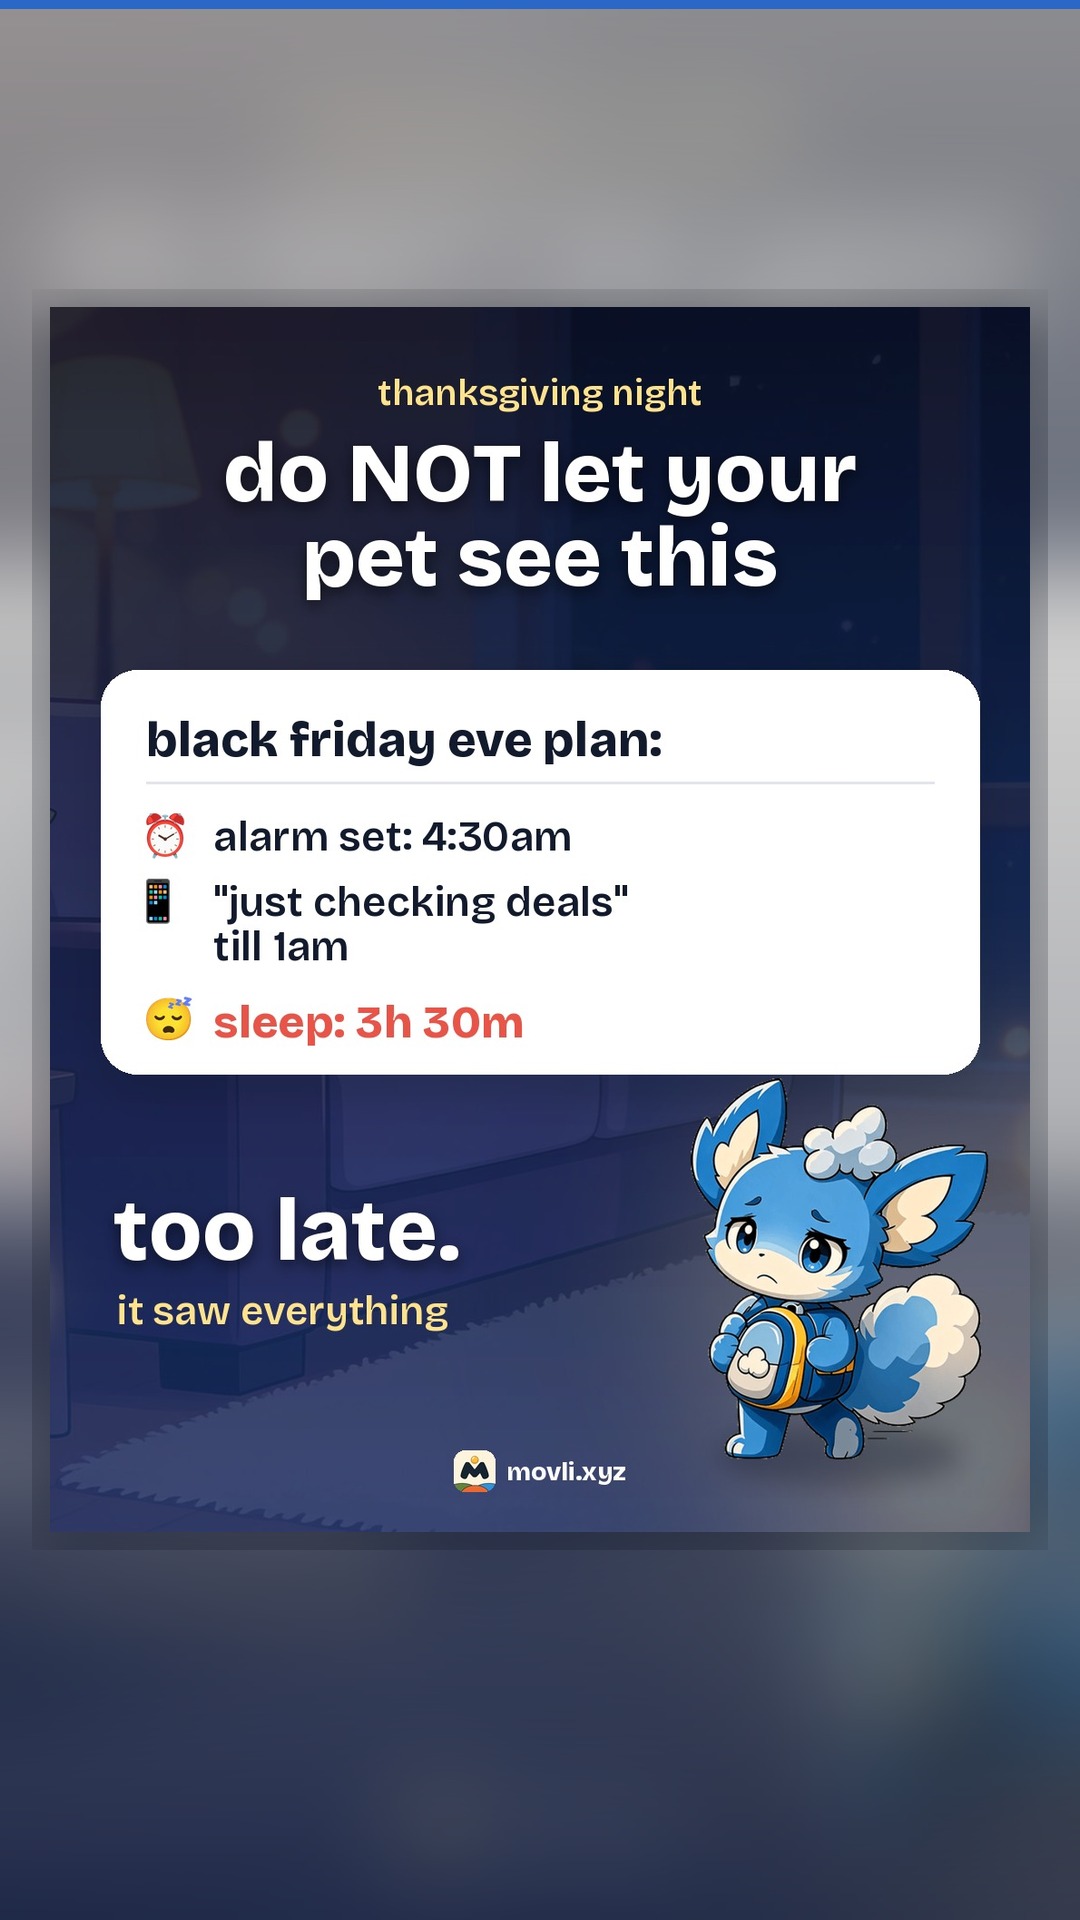 thanksgiving night
do NOT let your
pet see this
black friday eve plan:
alarm set: 4:30am
"just checking deals"
till 1am
sleep: 3h 30m
too late.
it saw everything
movli.xyz